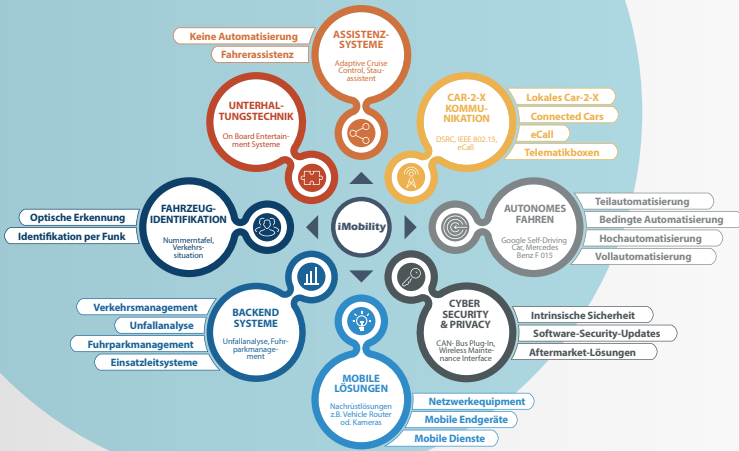 Keine Automatisierung
Fahrerassistenz
ASSISTENZ-
SYSTEME
Adaptive Cruise
Control, Stau-
assistent
UNTERHAL-
TUNGSTECHNIK
On Board Entertain-
ment Systeme
CAR-2-X
KOMMU-
NIKATION
DSRC, IEEE 802.15,
eCall
Lokales Car-2-X
Connected Cars
eCall
Telematikboxen
Optische Erkennung
Identifikation per Funk
FAHRZEUG-
IDENTIFIKATION
Nummerntafel,
Verkehrs-
situation
iMobility
AUTONOMES
FAHREN
Google Self-Driving
Car, Mercedes
Benz F 015
Teilautomatisierung
Bedingte Automatisierung
Hochautomatisierung
Vollautomatisierung
Verkehrsmanagement
Unfallanalyse
Fuhrparkmanagement
Einsatzleitsysteme
BACKEND
SYSTEME
Unfallanalyse, Fuhr-
parkmanage-
ment
CYBER
SECURITY
& PRIVACY
CAN- Bus Plug-In,
Wireless Mainte-
nance Interface
Intrinsische Sicherheit
Software-Security-Updates
Aftermarket-Lösungen
MOBILE
LÖSUNGEN
Nachrüstlösungen
z.B. Vehicle Router
od. Kameras
Netzwerkequipment
Mobile Endgeräte
Mobile Dienste